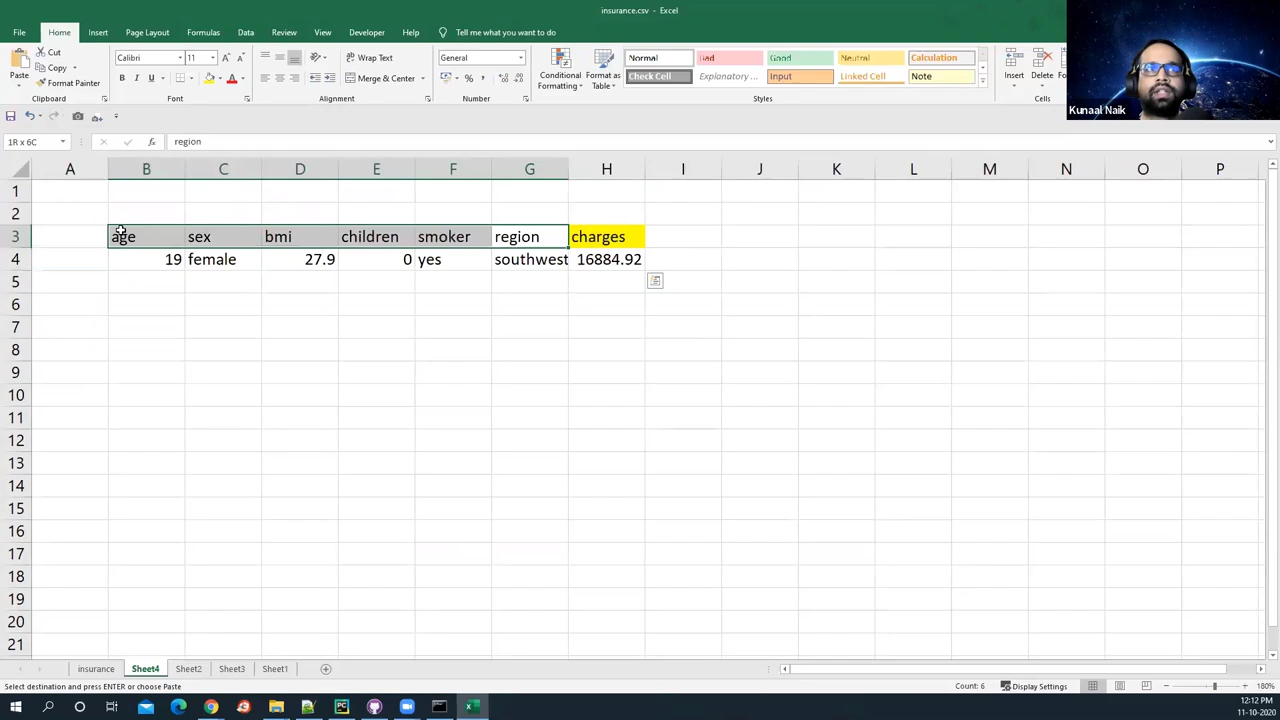 insurance.csv - Excel
File Home Insert Page Layout Formulas Data Review View Developer Help Tell me what you want to do
Paste
Cut
Copy
Format Painter
Clipboard
Calibri 11
B I U
Font
Wrap Text
Merge & Center
Alignment
General
Number
Conditional Formatting
Format as Table
Normal Bad Good Neutral Calculation
Check Cell Explanatory ... Input Linked Cell Note
Styles
Insert Delete
Cells
Kunaal Naik
1R x 6C fx region
A B C D E F G H I J K L M N O P
1
2
3 age sex bmi children smoker region charges
4 19 female 27.9 0 yes southwest 16884.92
5
6
7
8
9
10
11
12
13
14
15
16
17
18
19
20
21
insurance Sheet4 Sheet2 Sheet3 Sheet1
Select destination and press ENTER or choose Paste Count: 6 Display Settings 180%
12:12 PM
11-10-2020